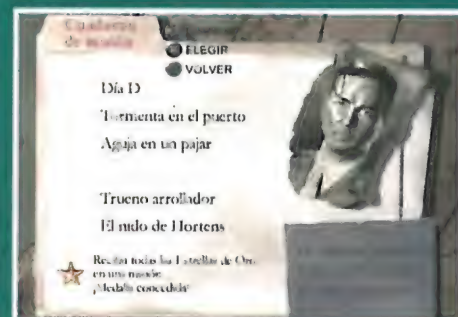 Cuaderno
de misión
ELEGIR
VOLVER
Día D
Tormenta en el puerto
Aguja en un pajar
Trueno arrollador
El nido de Hortens
Recibir todas las Estrellas de Oro
en una misión:
¡Medalla concedida!